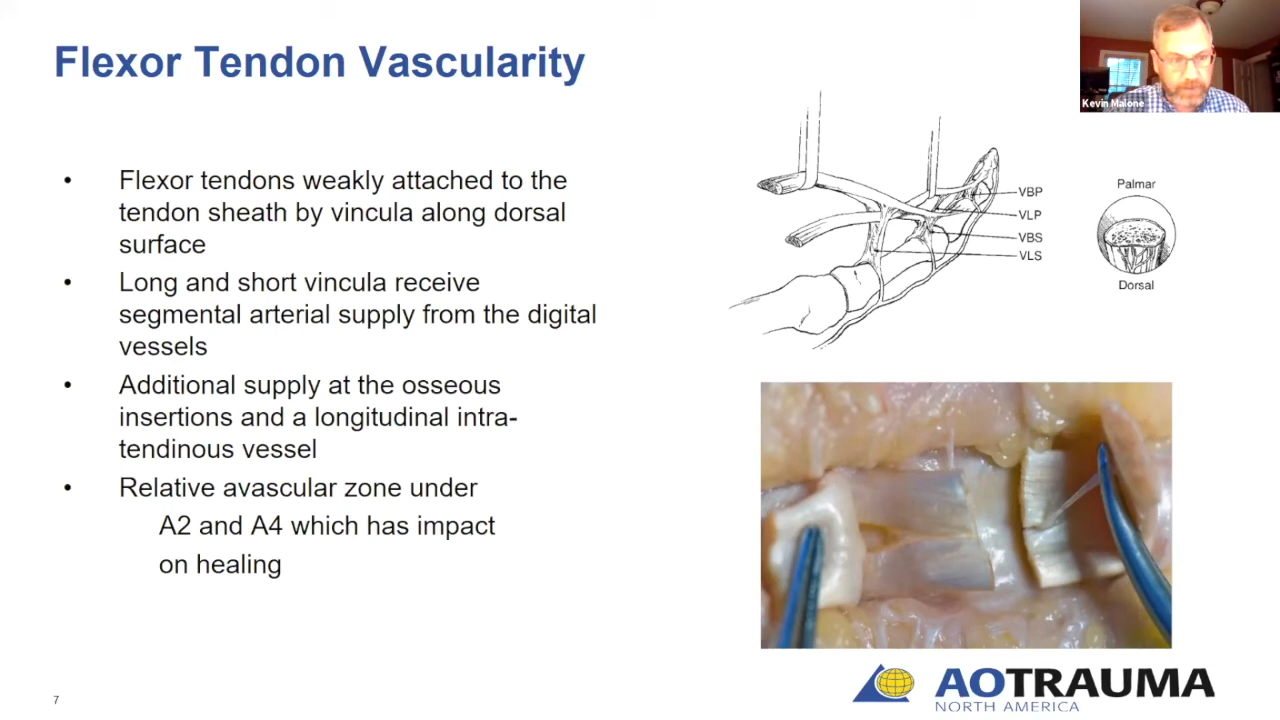 Flexor Tendon Vascularity
Kevin Malone
• Flexor tendons weakly attached to the
tendon sheath by vincula along dorsal
surface
• Long and short vincula receive
segmental arterial supply from the digital
vessels
• Additional supply at the osseous
insertions and a longitudinal intra-
tendinous vessel
• Relative avascular zone under
A2 and A4 which has impact
on healing
VBP
VLP
VBS
VLS
Palmar
Dorsal
7
AOTRAUMA
NORTH AMERICA